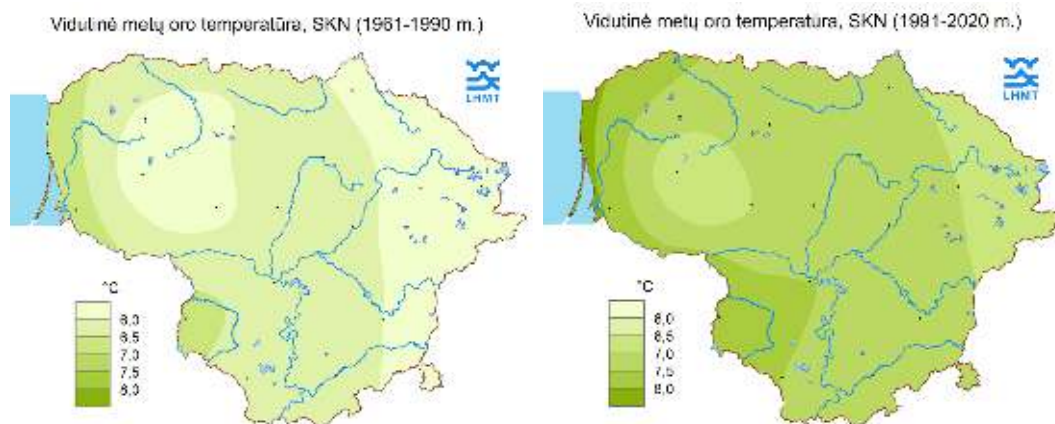 Vidutinė metų oro temperatūra, SKN (1961-1990 m.)
LHMT
°C
6,0
6,5
7,0
7,5
8,0
Vidutinė metų oro temperatūra, SKN (1991-2020 m.)
LHMT
°C
6,0
6,5
7,0
7,5
8,0